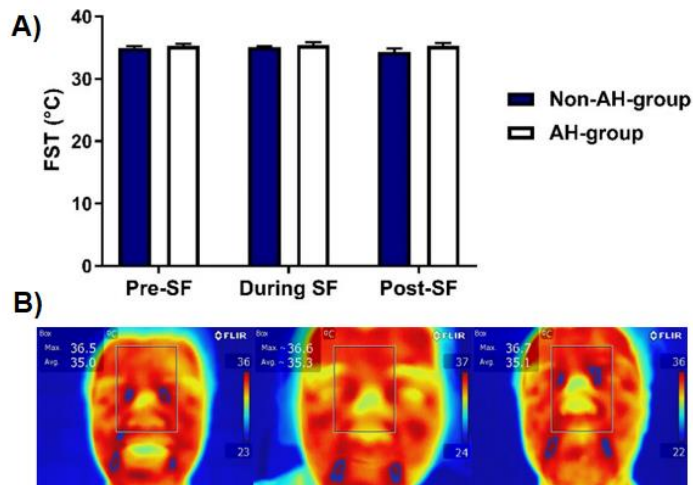 A)
FST (°C)
40
30
20
10
0
Pre-SF
During SF
Post-SF
Non-AH-group
AH-group
B)
Box
Max. 36.5
Avg. 35.0
°C
FLIR
36
23
Box
Max. ~ 36.6
Avg. ~ 35.3
°C
FLIR
37
24
Box
Max. ~ 36.7
Avg. ~ 35.1
°C
FLIR
36
22